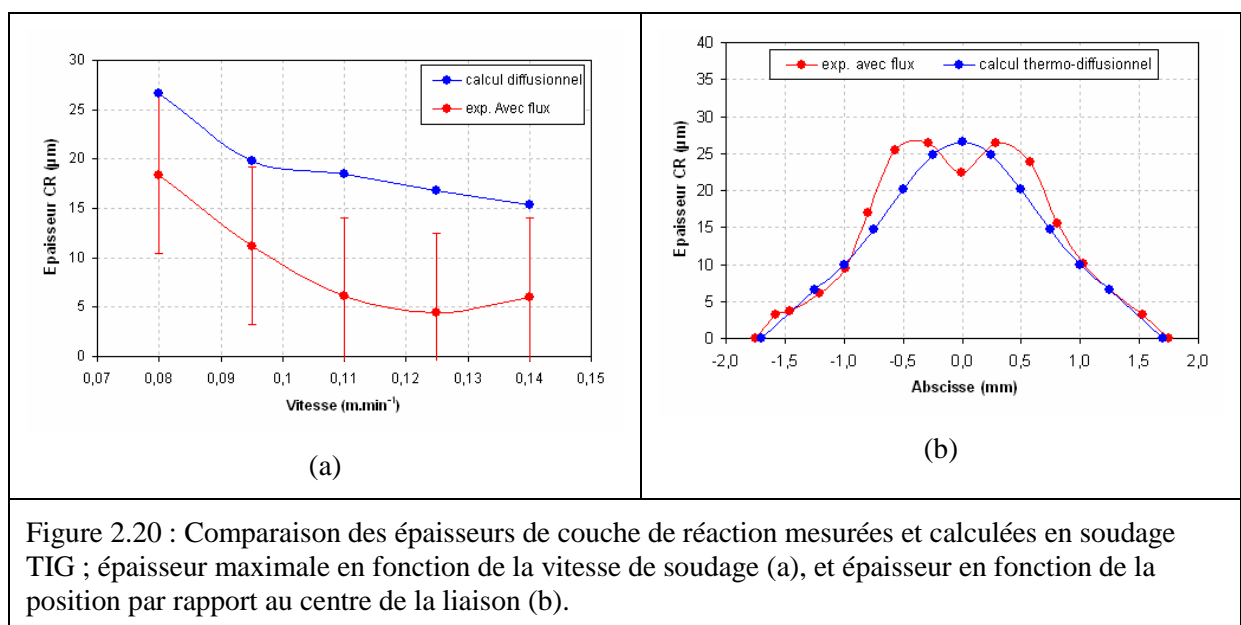 30
25
20
15
10
5
0
Epaisseur CR (µm)
calcul diffusionnel
exp. Avec flux
0,07 0,08 0,09 0,1 0,11 0,12 0,13 0,14 0,15
Vitesse (m.min⁻¹)
(a)
40
35
30
25
20
15
10
5
0
Epaisseur CR (µm)
exp. avec flux calcul thermo-diffusionnel
-2,0 -1,5 -1,0 -0,5 0,0 0,5 1,0 1,5 2,0
Abscisse (mm)
(b)
Figure 2.20 : Comparaison des épaisseurs de couche de réaction mesurées et calculées en soudage
TIG ; épaisseur maximale en fonction de la vitesse de soudage (a), et épaisseur en fonction de la
position par rapport au centre de la liaison (b).